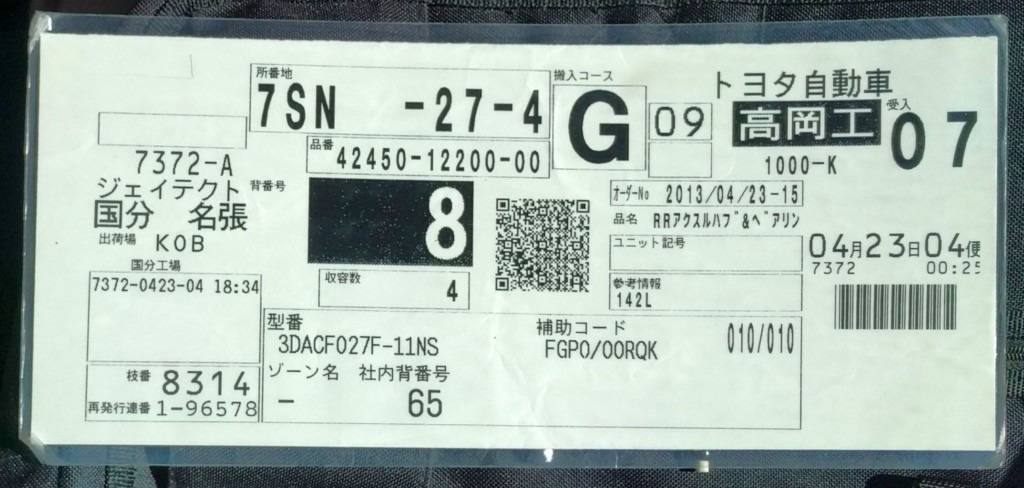 所番地
7SN -27-4
搬入コース
G
09
トヨタ自動車
高岡工
受入
07
1000-K
品番
42450-12200-00
7372-A
ジェイテクト
国分 名張
出荷場 KOB
背番号
8
オーダーNo 2013/04/23-15
品名 RRアクスルハブ&ベアリン
ユニット記号
04月23日04便
7372 00:25
国分工場
7372-0423-04 18:34
収容数
4
参考情報
142L
型番
3DACF027F-11NS
補助コード
FGP0/00RQK
010/010
ゾーン名 社内背番号
- 65
枝番 8314
再発行連番 1-96578